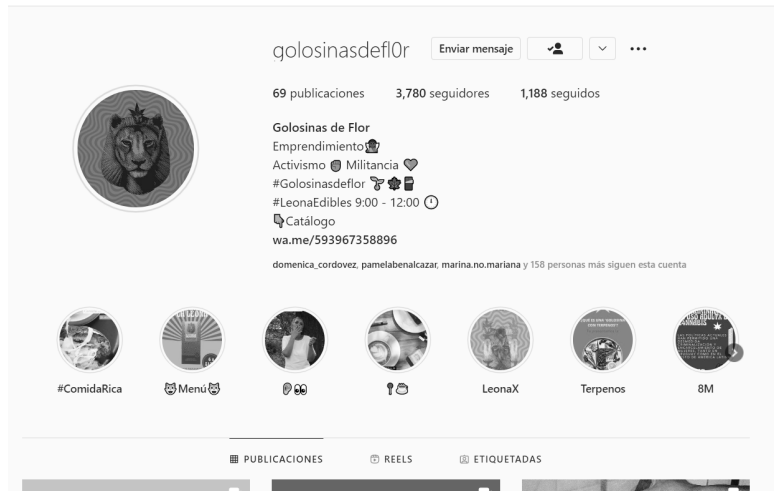 golosinasdefl0r Enviar mensaje
69 publicaciones 3,780 seguidores 1,188 seguidos
Golosinas de Flor
Emprendimiento
Activismo Militancia
#Golosinasdeflor
#LeonaEdibles 9:00 - 12:00
Catálogo
wa.me/593967358896
domenica_cordovez, pamelabenalcazar, marina.no.mariana y 158 personas más siguen esta cuenta
#ComidaRica Menú LeonaX Terpenos 8M
PUBLICACIONES REELS ETIQUETADAS